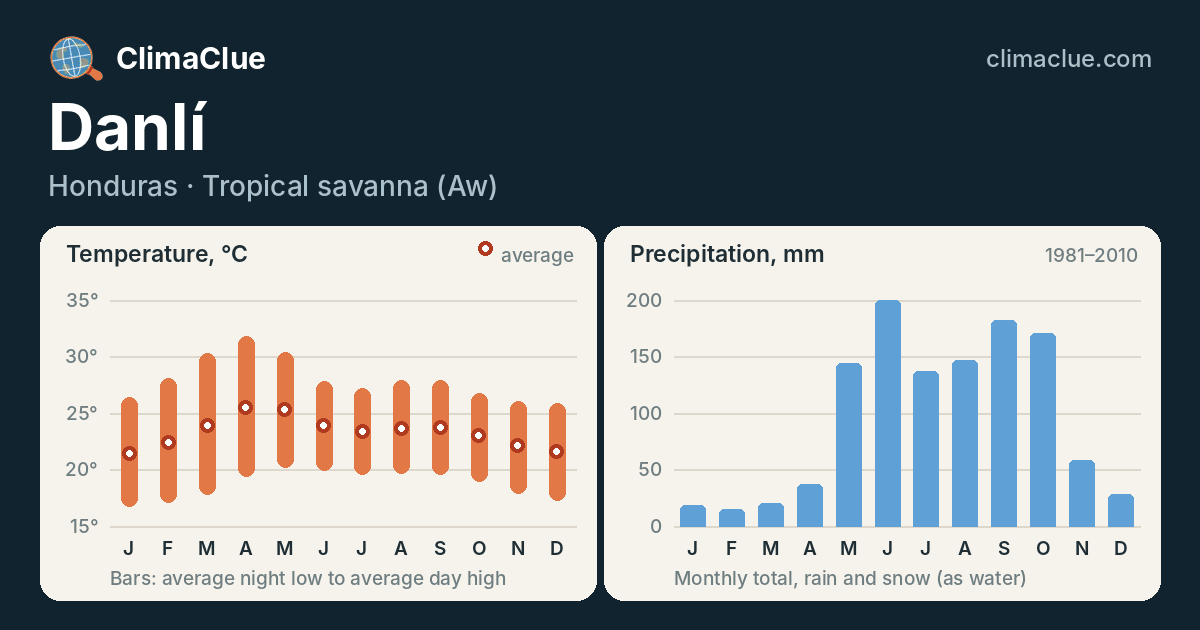 ClimaClue
climaclue.com
Danlí
Honduras · Tropical savanna (Aw)
Temperature, °C
average
35°
30°
25°
20°
15°
J F M A M J J A S O N D
Bars: average night low to average day high
Precipitation, mm
1981–2010
200
150
100
50
0
J F M A M J J A S O N D
Monthly total, rain and snow (as water)